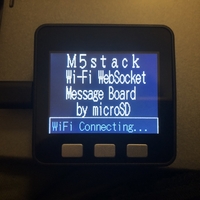 M5stack
Wi-Fi WebSocket
Message Board
by microSD
WiFi Connecting...